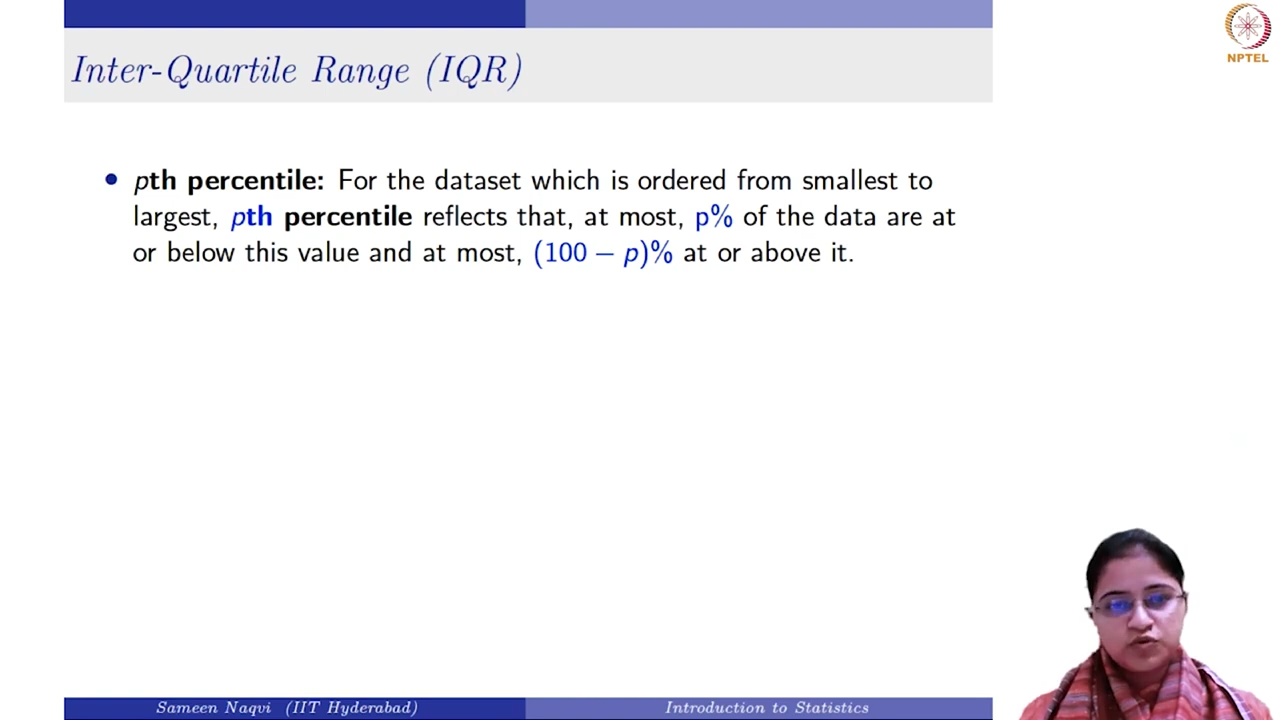 NPTEL
Inter-Quartile Range (IQR)
• pth percentile: For the dataset which is ordered from smallest to
largest, pth percentile reflects that, at most, p% of the data are at
or below this value and at most, (100 − p)% at or above it.
Sameen Naqvi (IIT Hyderabad)
Introduction to Statistics